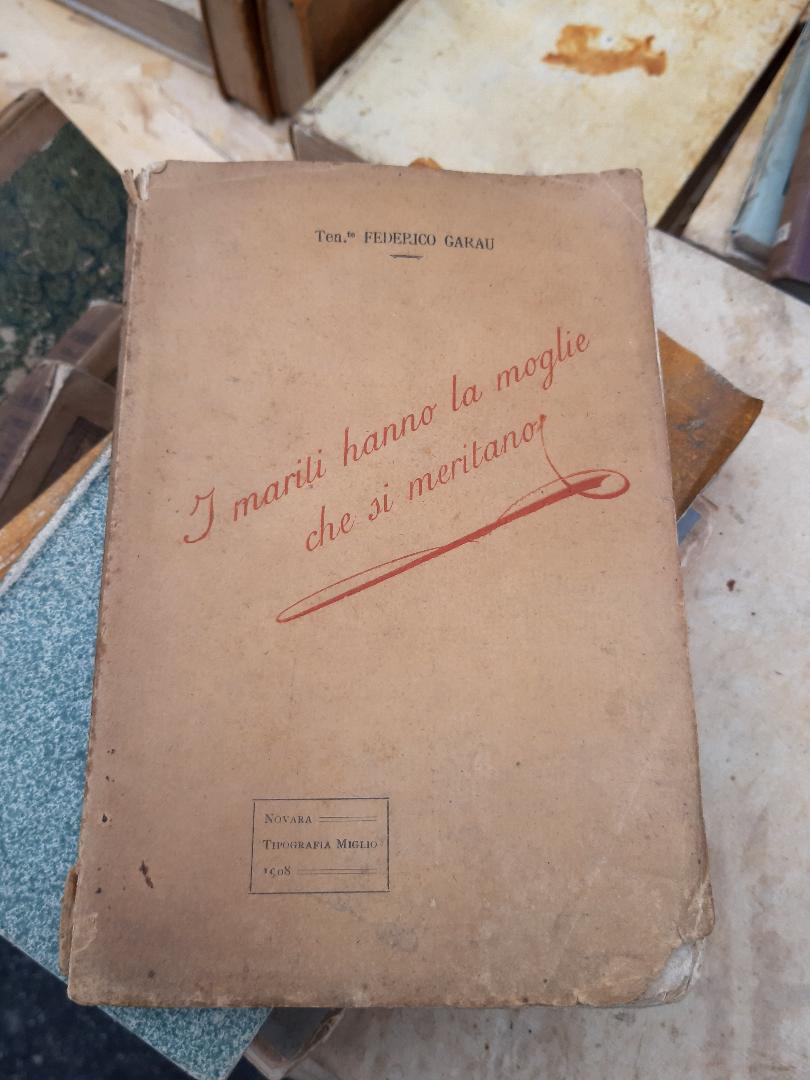 Ten.te FEDERICO GARAU
I mariti hanno la moglie
che si meritano
NOVARA
TIPOGRAFIA MIGLIO
1908